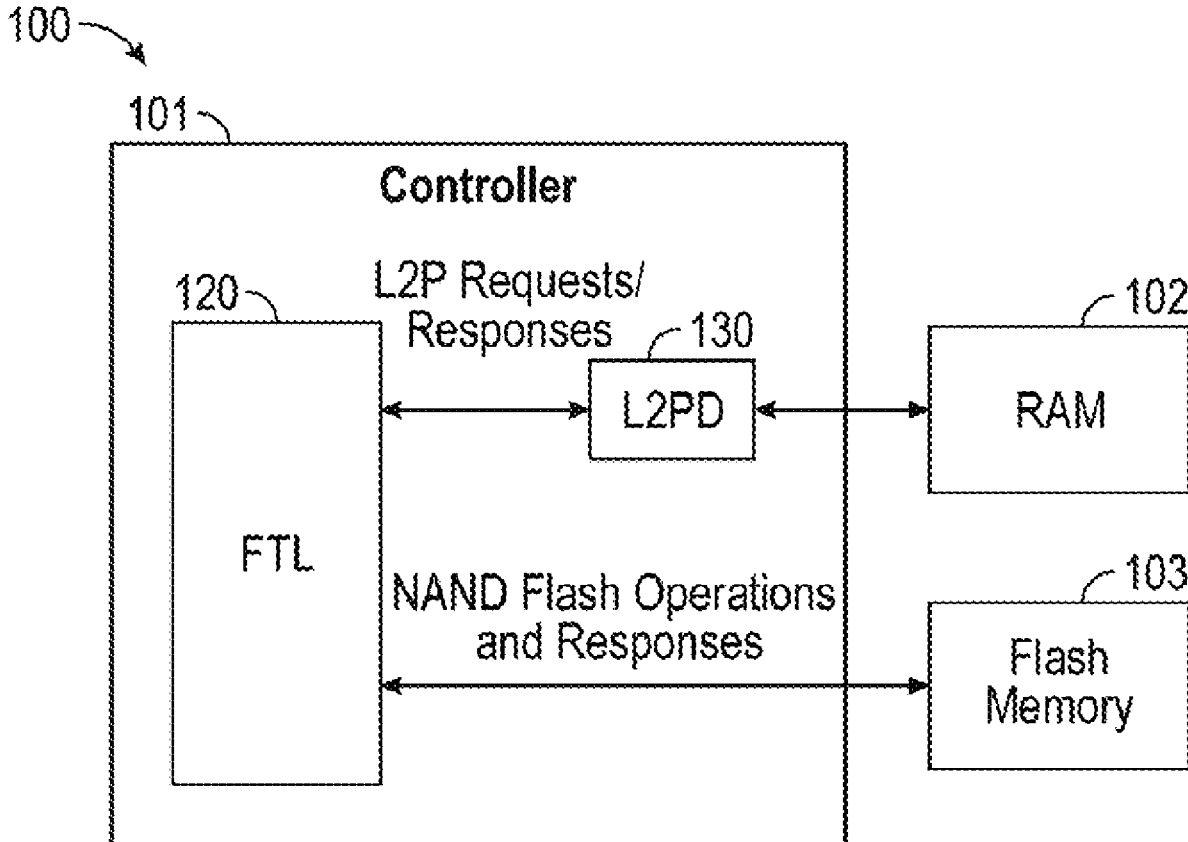 100
101
Controller
120
L2P Requests/
Responses
130
L2PD
102
RAM
FTL
NAND Flash Operations
and Responses
103
Flash
Memory